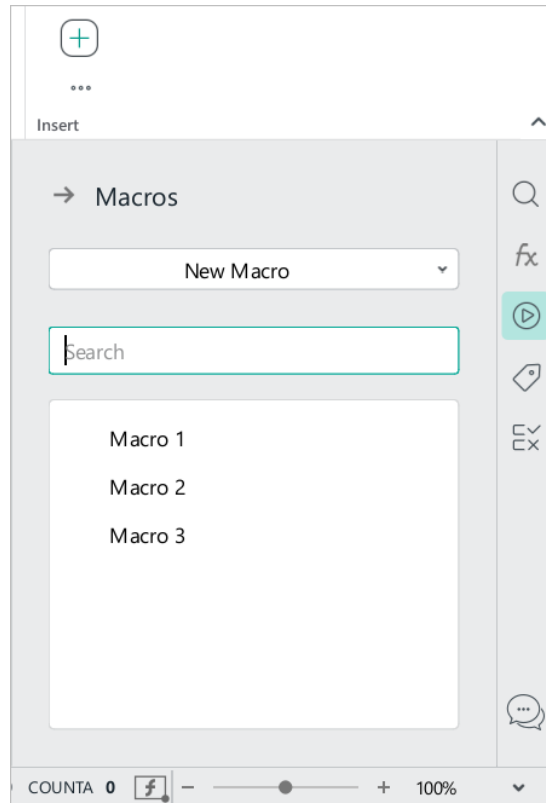 Insert
Macros
New Macro
Search
Macro 1
Macro 2
Macro 3
COUNTA 0 100%